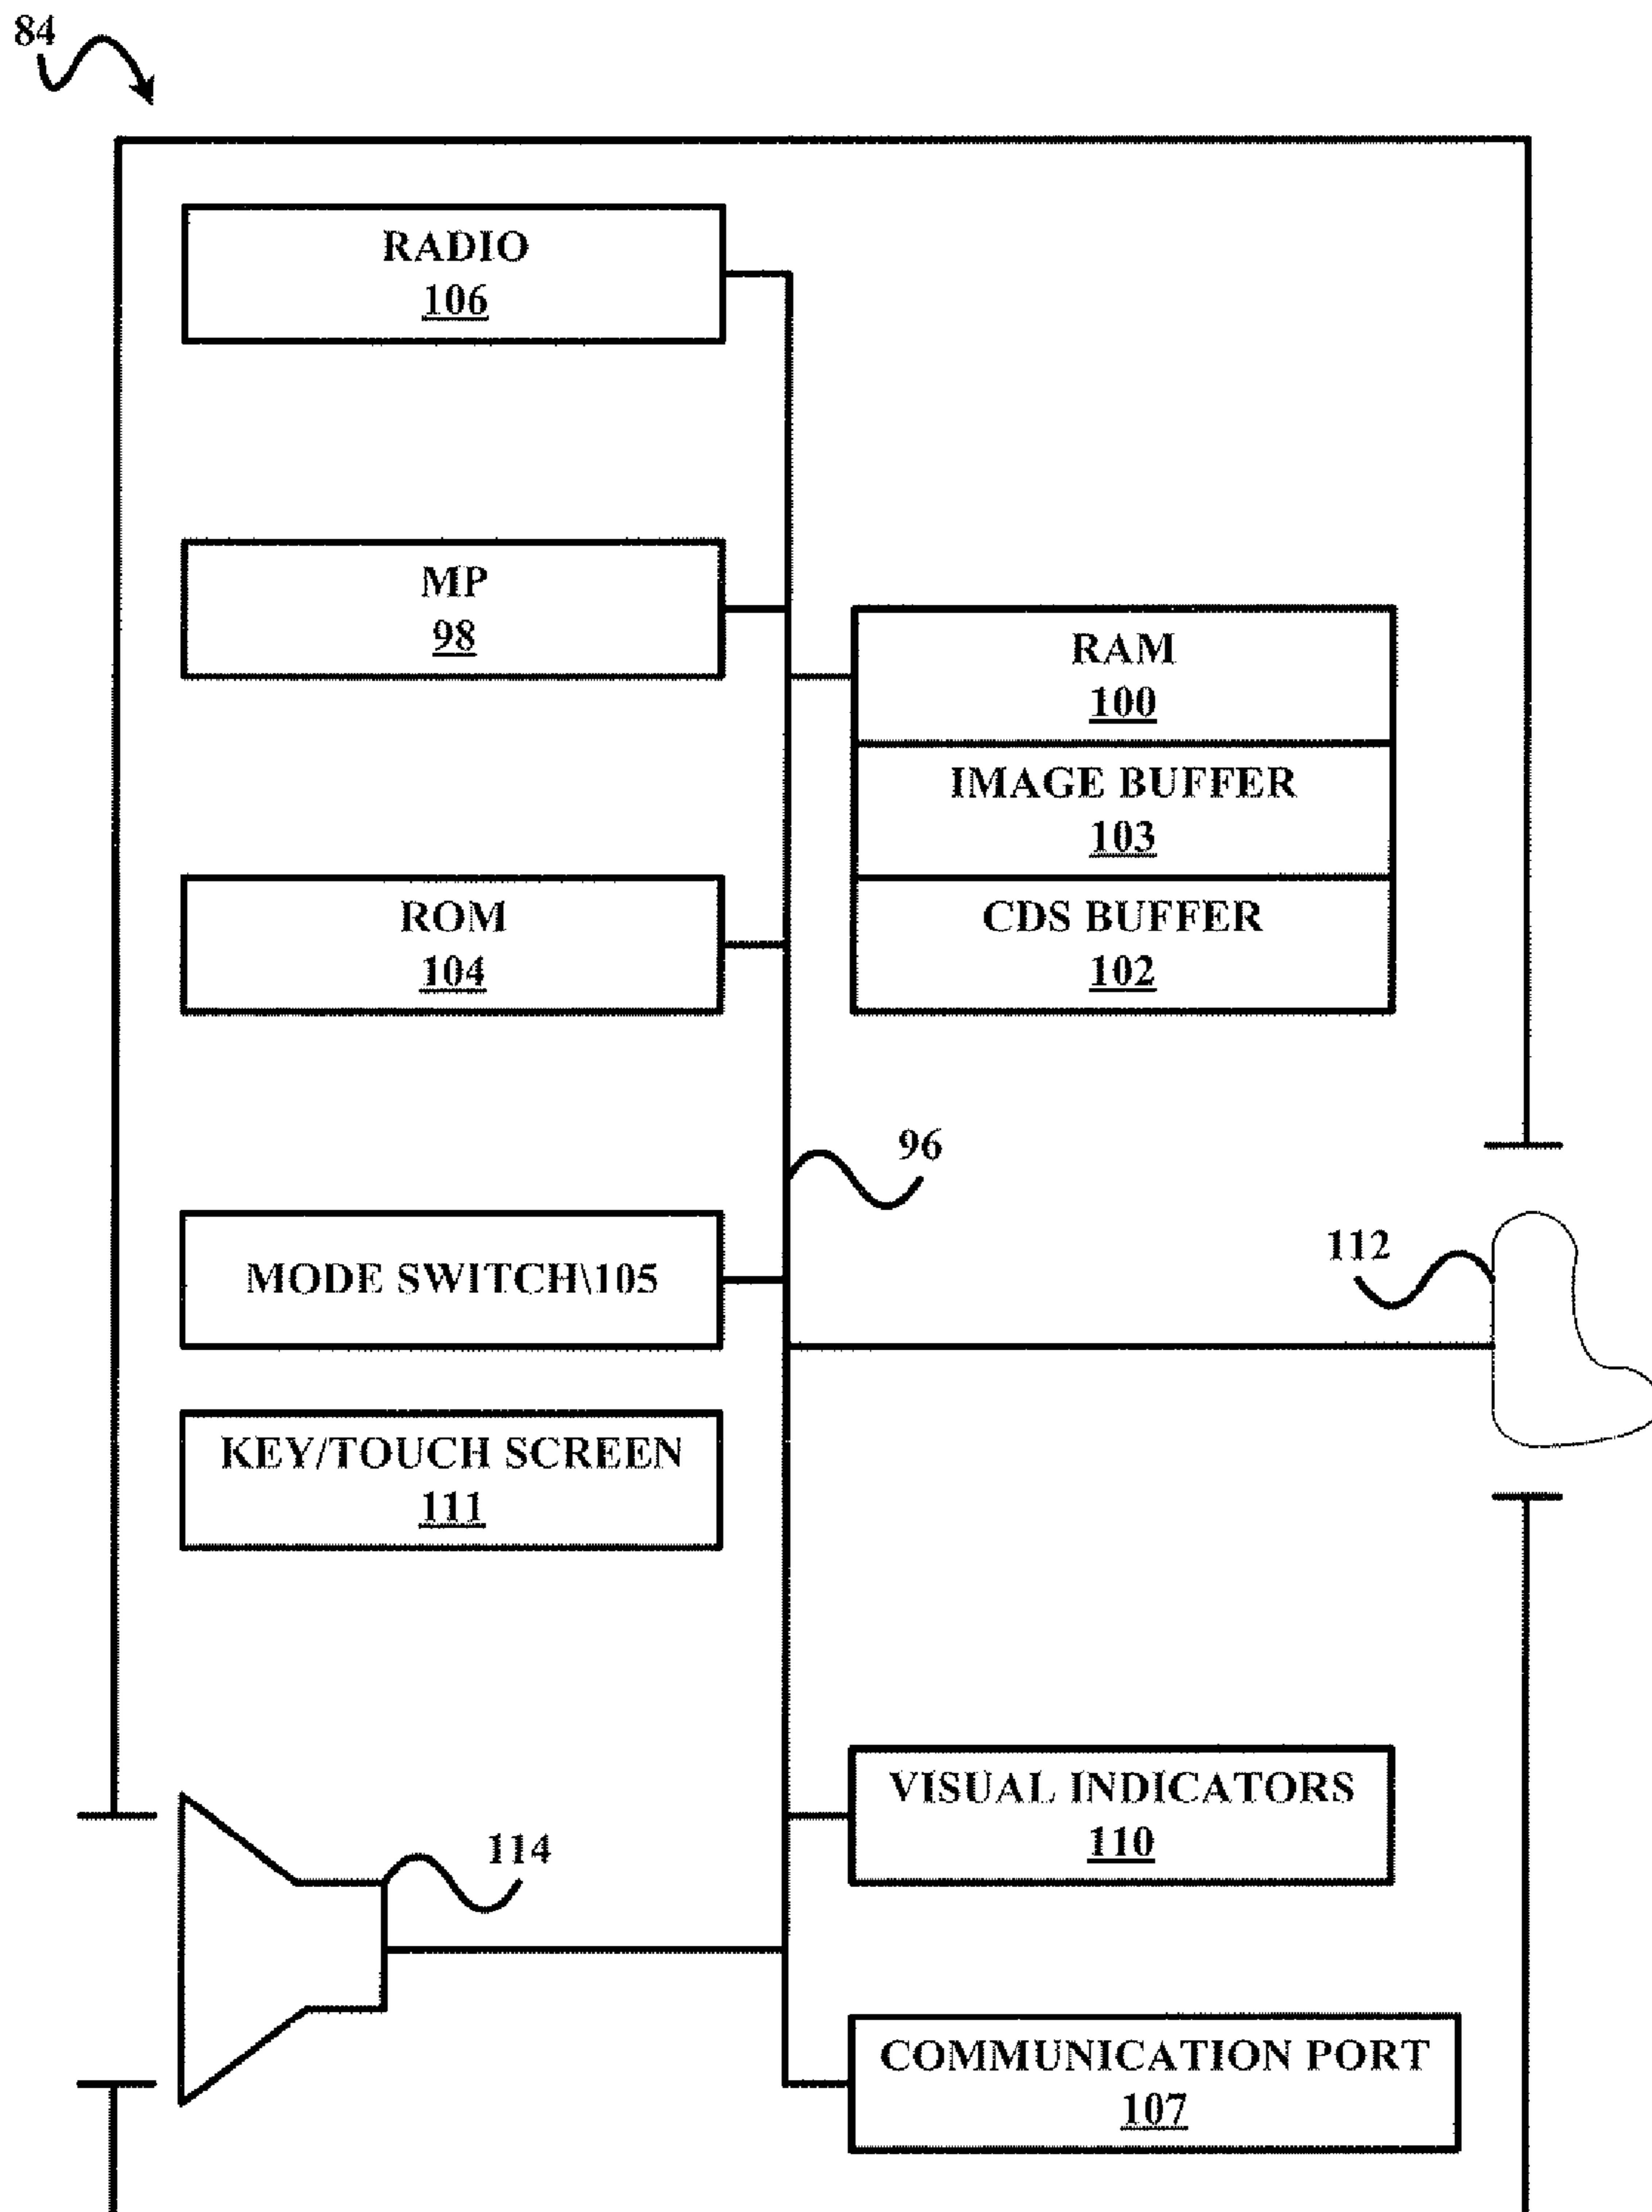 84
RADIO
106
MP
98
RAM
100
IMAGE BUFFER
103
ROM
104
CDS BUFFER
102
96
MODE SWITCH\105
112
KEY/TOUCH SCREEN
111
VISUAL INDICATORS
110
114
COMMUNICATION PORT
107